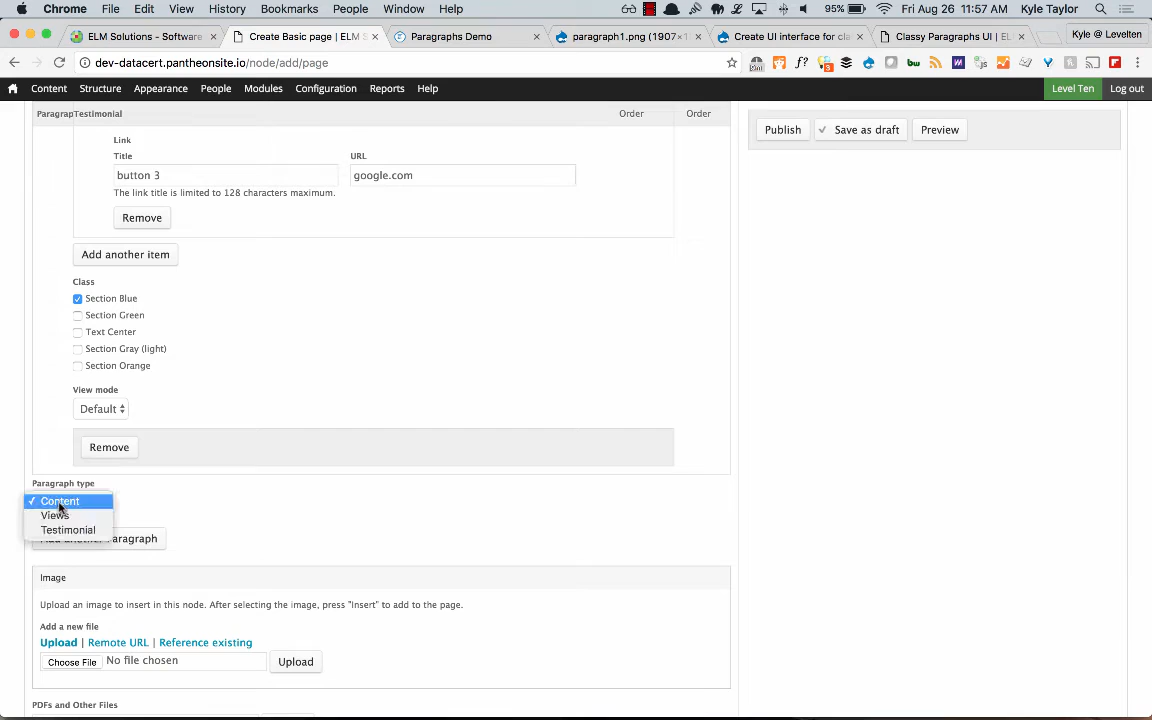 Chrome File Edit View History Bookmarks People Window Help 95% Fri Aug 26 11:57 AM Kyle Taylor
ELM Solutions - Software Create Basic page | ELM S Paragraphs Demo paragraph1.png (1907×1 Create UI interface for cla Classy Paragraphs UI | EL Kyle @ Levelten
dev-datacert.pantheonsite.io/node/add/page
Content Structure Appearance People Modules Configuration Reports Help Level Ten Log out
Testimonial Order Order
Link
Title URL
button 3 google.com
The link title is limited to 128 characters maximum.
Remove
Add another item
Class
Section Blue
Section Green
Text Center
Section Gray (light)
Section Orange
View mode
Default
Remove
Paragraph type
Content
Views
Testimonial
Add another Paragraph
Image
Upload an image to insert in this node. After selecting the image, press "Insert" to add to the page.
Add a new file
Upload | Remote URL | Reference existing
Choose File No file chosen Upload
PDFs and Other Files
Publish Save as draft Preview